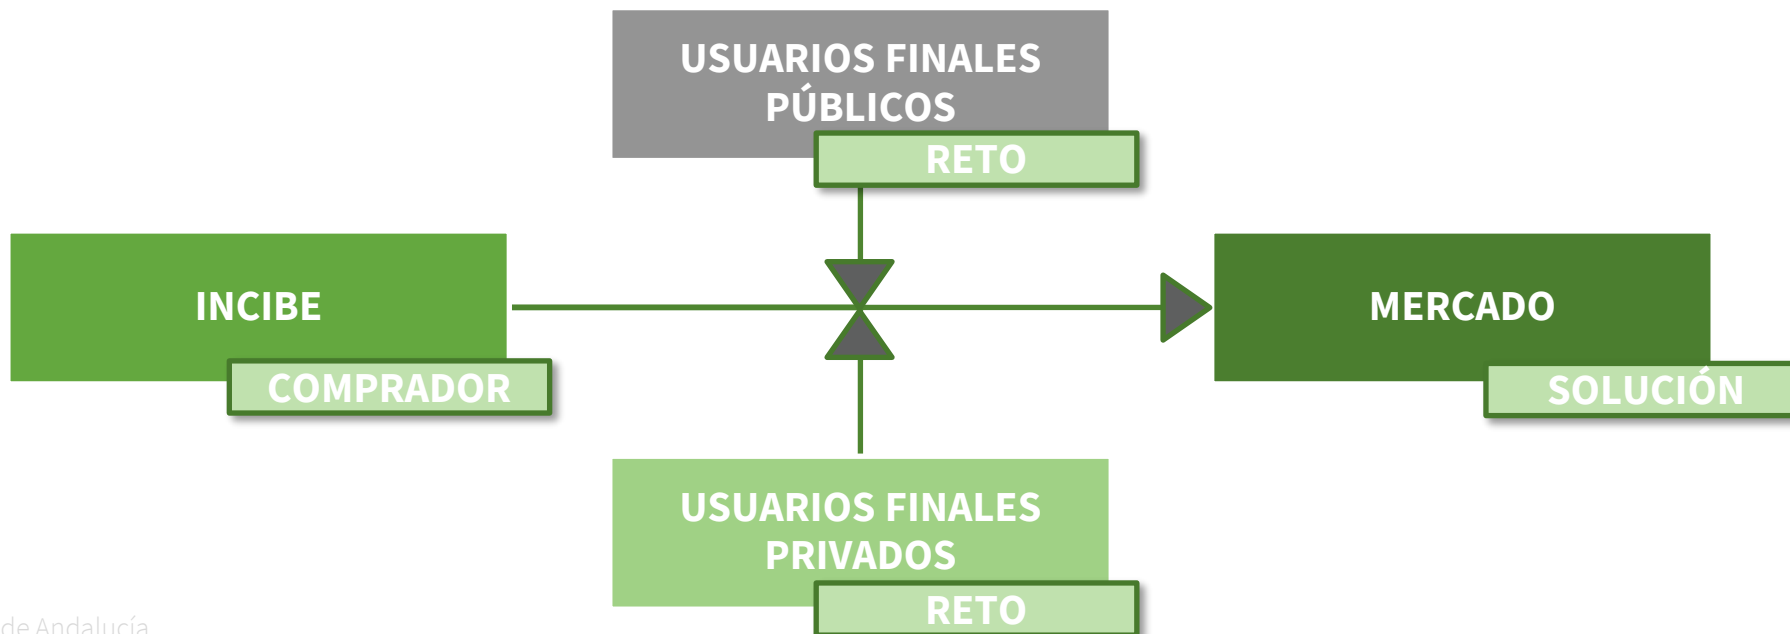 USUARIOS FINALES
PÚBLICOS
RETO
INCIBE
COMPRADOR
MERCADO
SOLUCIÓN
USUARIOS FINALES
PRIVADOS
RETO
de Andalucía